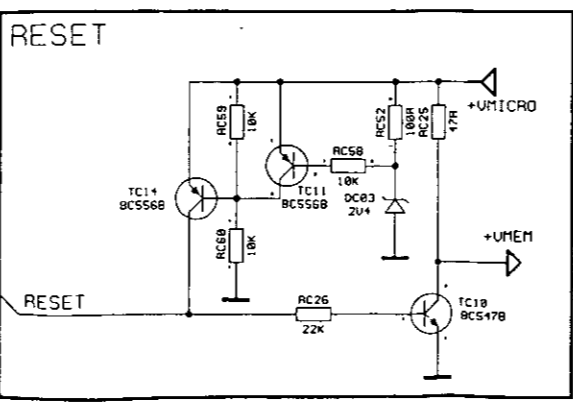 RESET
RC59
10K
RC52
100R
RC25
47R
+VMICRO
RC58
10K
TC14
BC556B
TC11
BC556B
DC03
2V4
RC60
10K
+VMEM
RESET
RC26
22K
TC10
BC547B